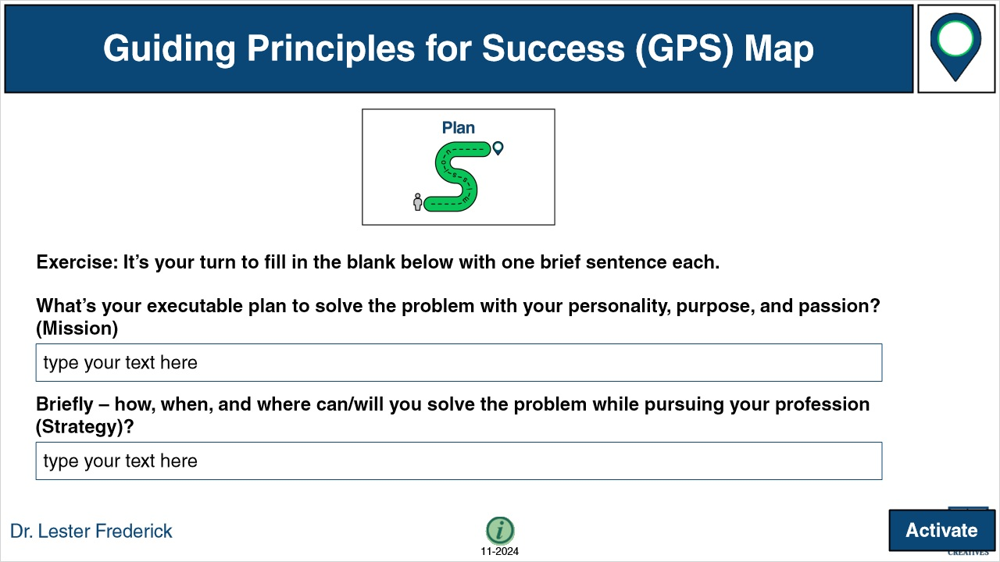 Guiding Principles for Success (GPS) Map
Plan
mission
Exercise: It’s your turn to fill in the blank below with one brief sentence each.
What’s your executable plan to solve the problem with your personality, purpose, and passion?
(Mission)
type your text here
Briefly – how, when, and where can/will you solve the problem while pursuing your profession
(Strategy)?
type your text here
Dr. Lester Frederick
i
11-2024
Activate
CREATIVES